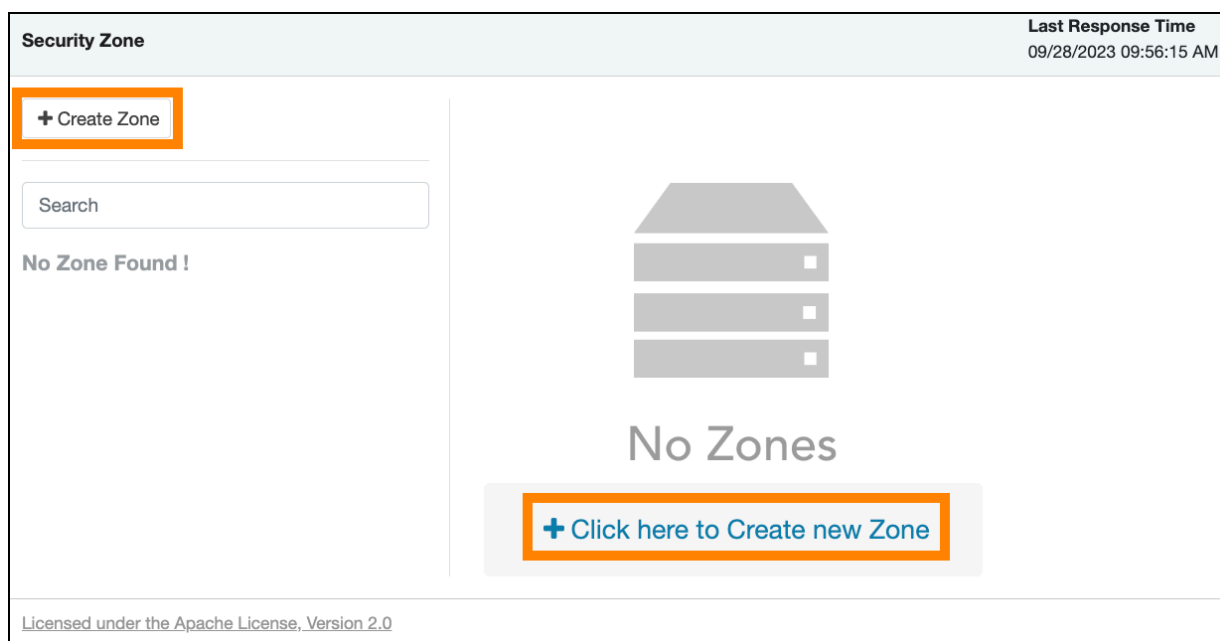 Security Zone
Last Response Time
09/28/2023 09:56:15 AM
+ Create Zone
Search
No Zone Found !
No Zones
+ Click here to Create new Zone
Licensed under the Apache License, Version 2.0